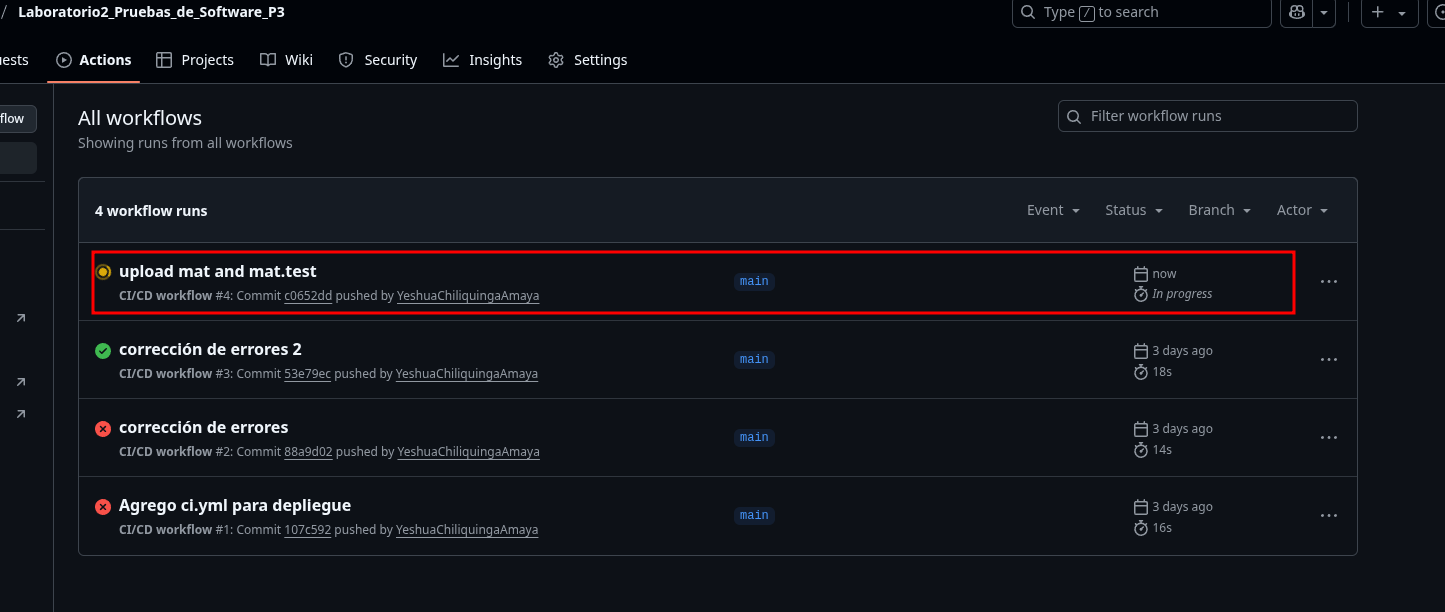 / Laboratorio2_Pruebas_de_Software_P3
Type / to search
Actions
Projects
Wiki
Security
Insights
Settings
All workflows
Showing runs from all workflows
Filter workflow runs
4 workflow runs
Event
Status
Branch
Actor
upload mat and mat.test
CI/CD workflow #4: Commit c0652dd pushed by YeshuaChiliquingaAmaya
main
now
In progress
corrección de errores 2
CI/CD workflow #3: Commit 53e79ec pushed by YeshuaChiliquingaAmaya
main
3 days ago
18s
corrección de errores
CI/CD workflow #2: Commit 88a9d02 pushed by YeshuaChiliquingaAmaya
main
3 days ago
14s
Agrego ci.yml para depliegue
CI/CD workflow #1: Commit 107c592 pushed by YeshuaChiliquingaAmaya
main
3 days ago
16s